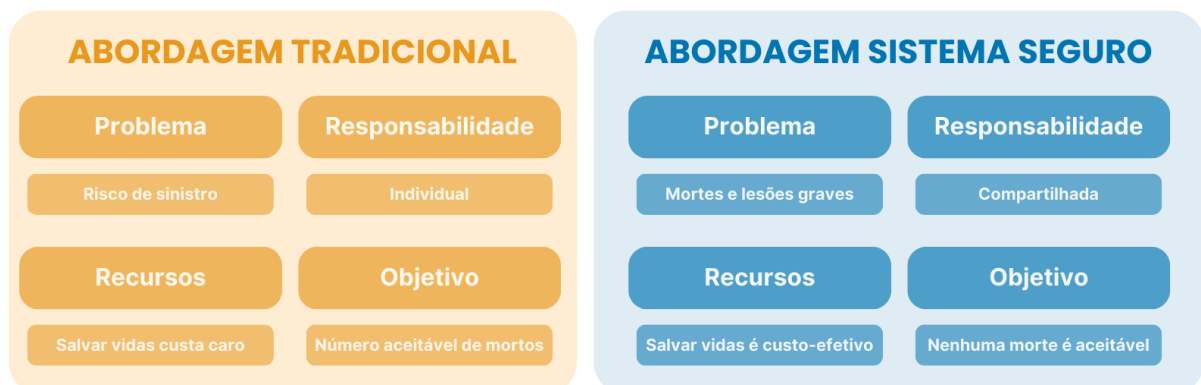 ABORDAGEM TRADICIONAL
Problema
Responsabilidade
Risco de sinistro
Individual
Recursos
Objetivo
Salvar vidas custa caro
Número aceitável de mortos
ABORDAGEM SISTEMA SEGURO
Problema
Responsabilidade
Mortes e lesões graves
Compartilhada
Recursos
Objetivo
Salvar vidas é custo-efetivo
Nenhuma morte é aceitável